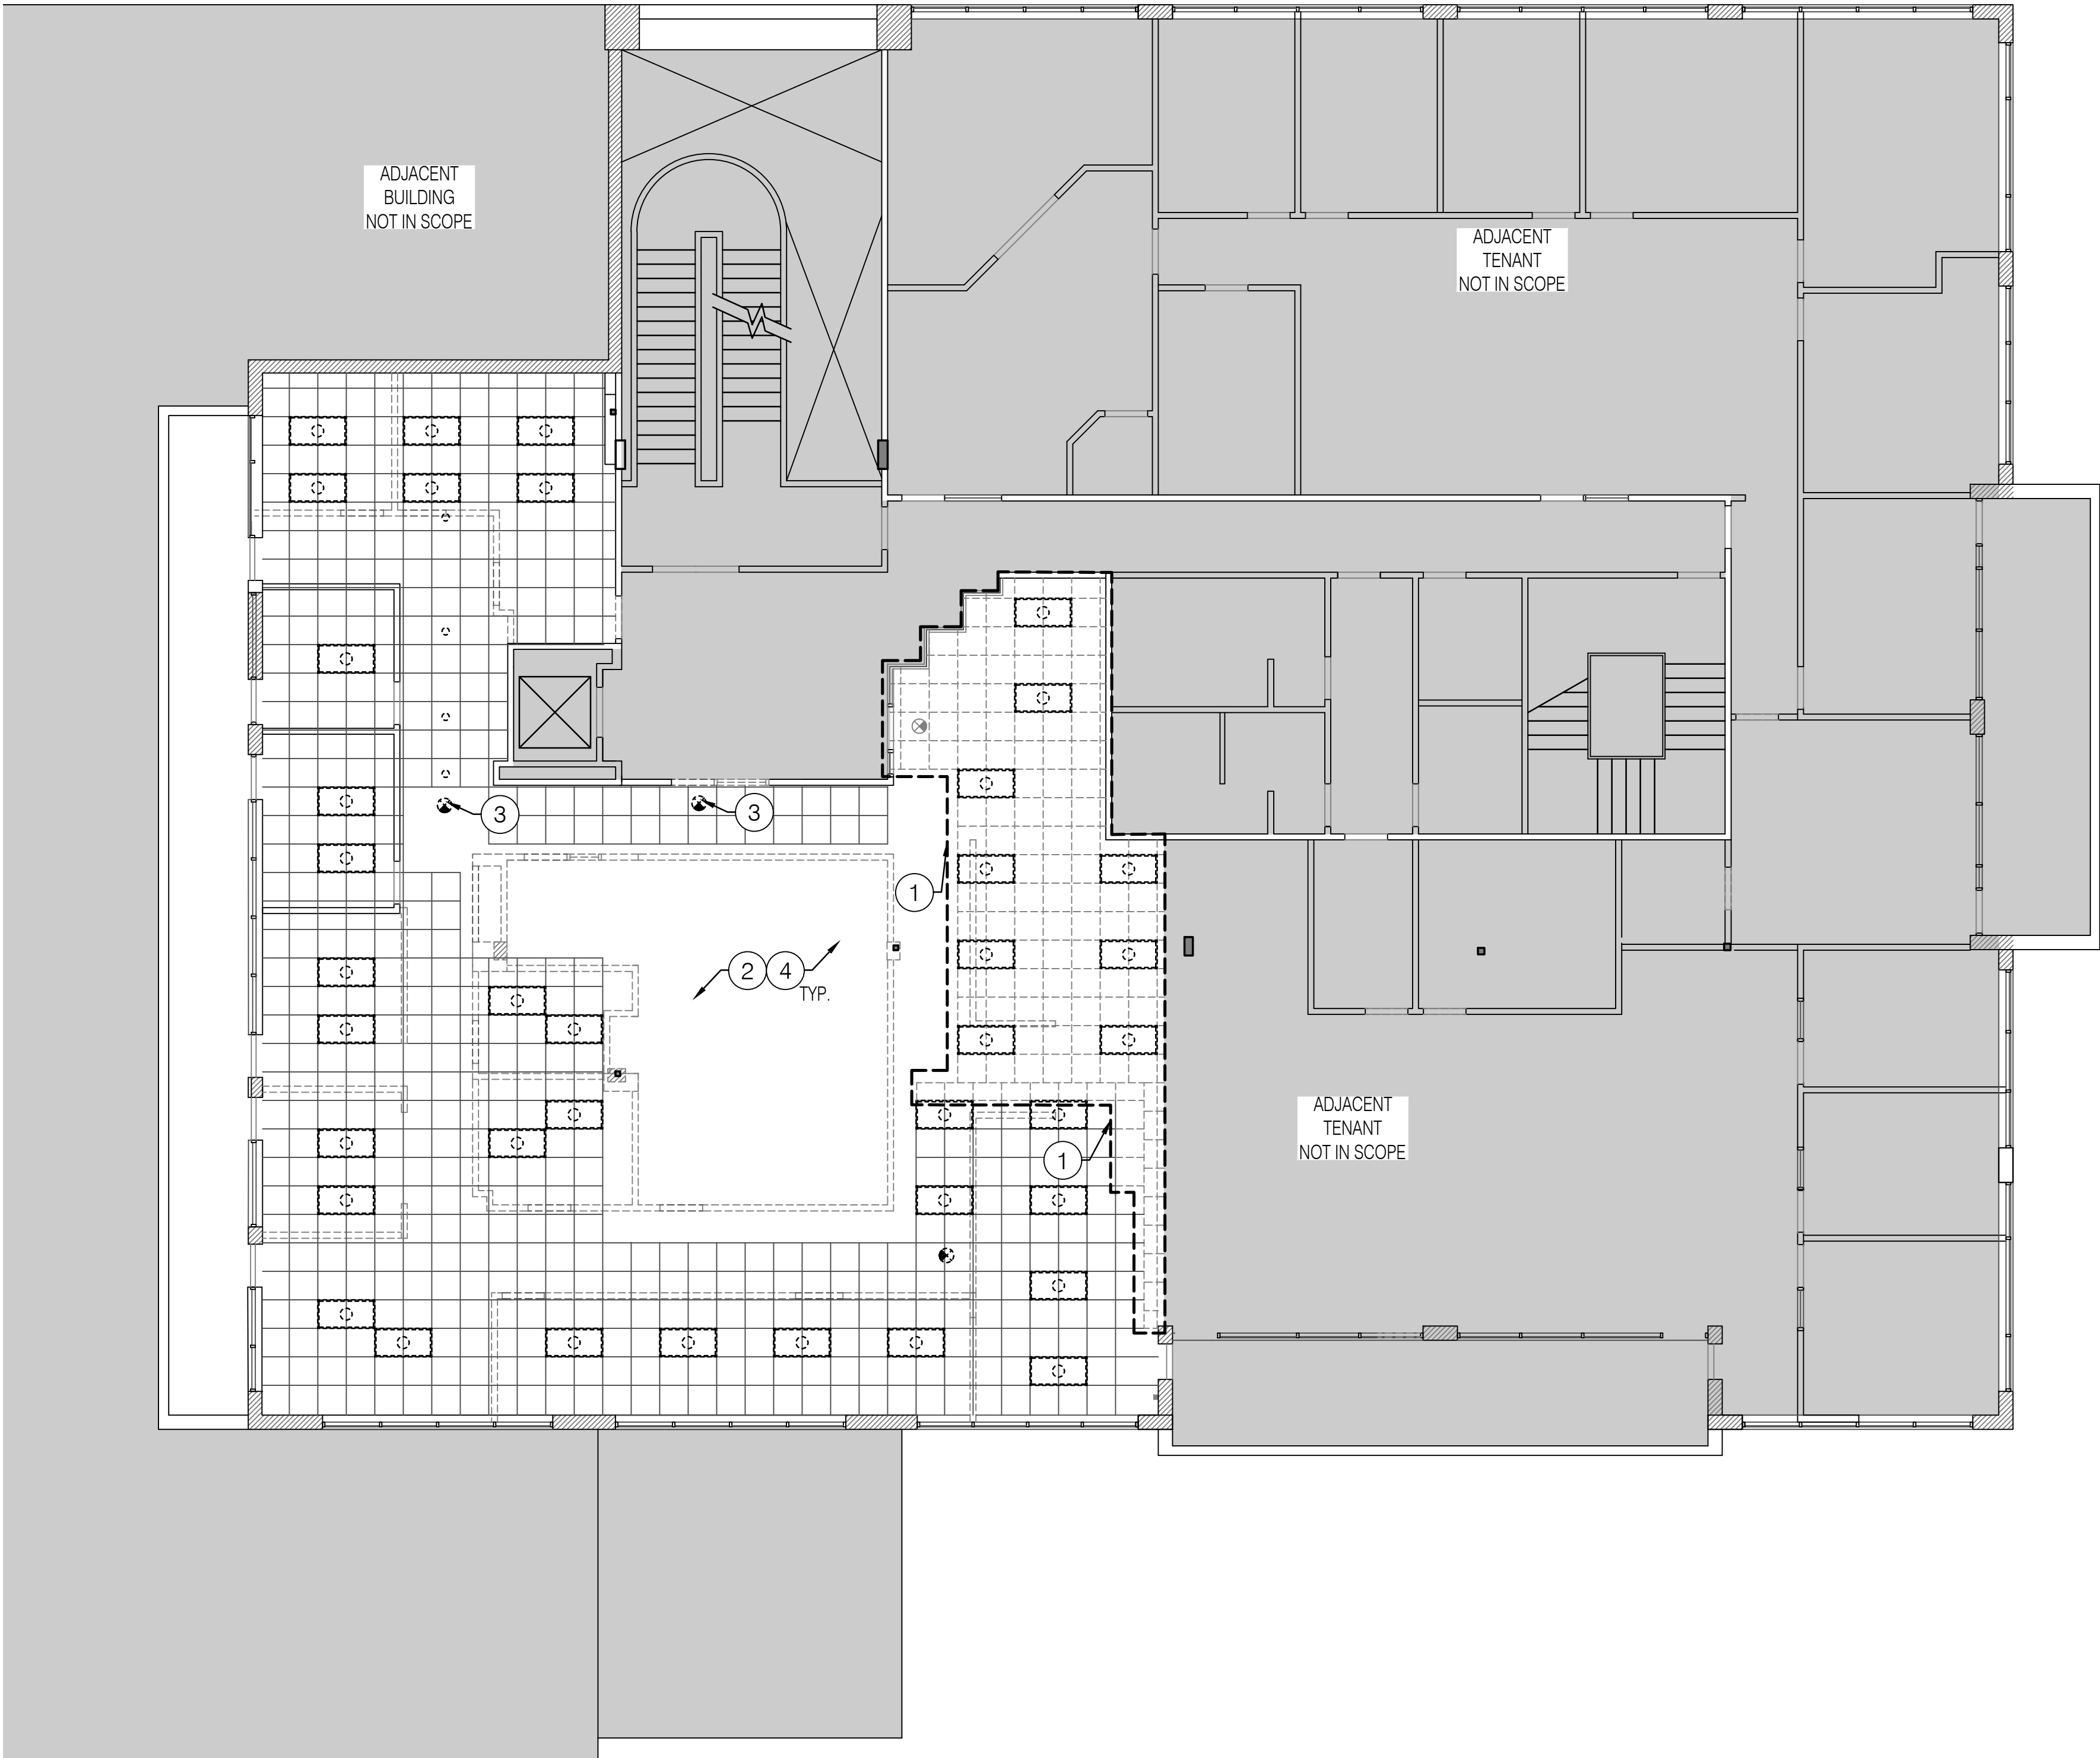 ADJACENT
BUILDING
NOT IN SCOPE
ADJACENT
TENANT
NOT IN SCOPE
3
3
1
2 4
TYP.
1
ADJACENT
TENANT
NOT IN SCOPE